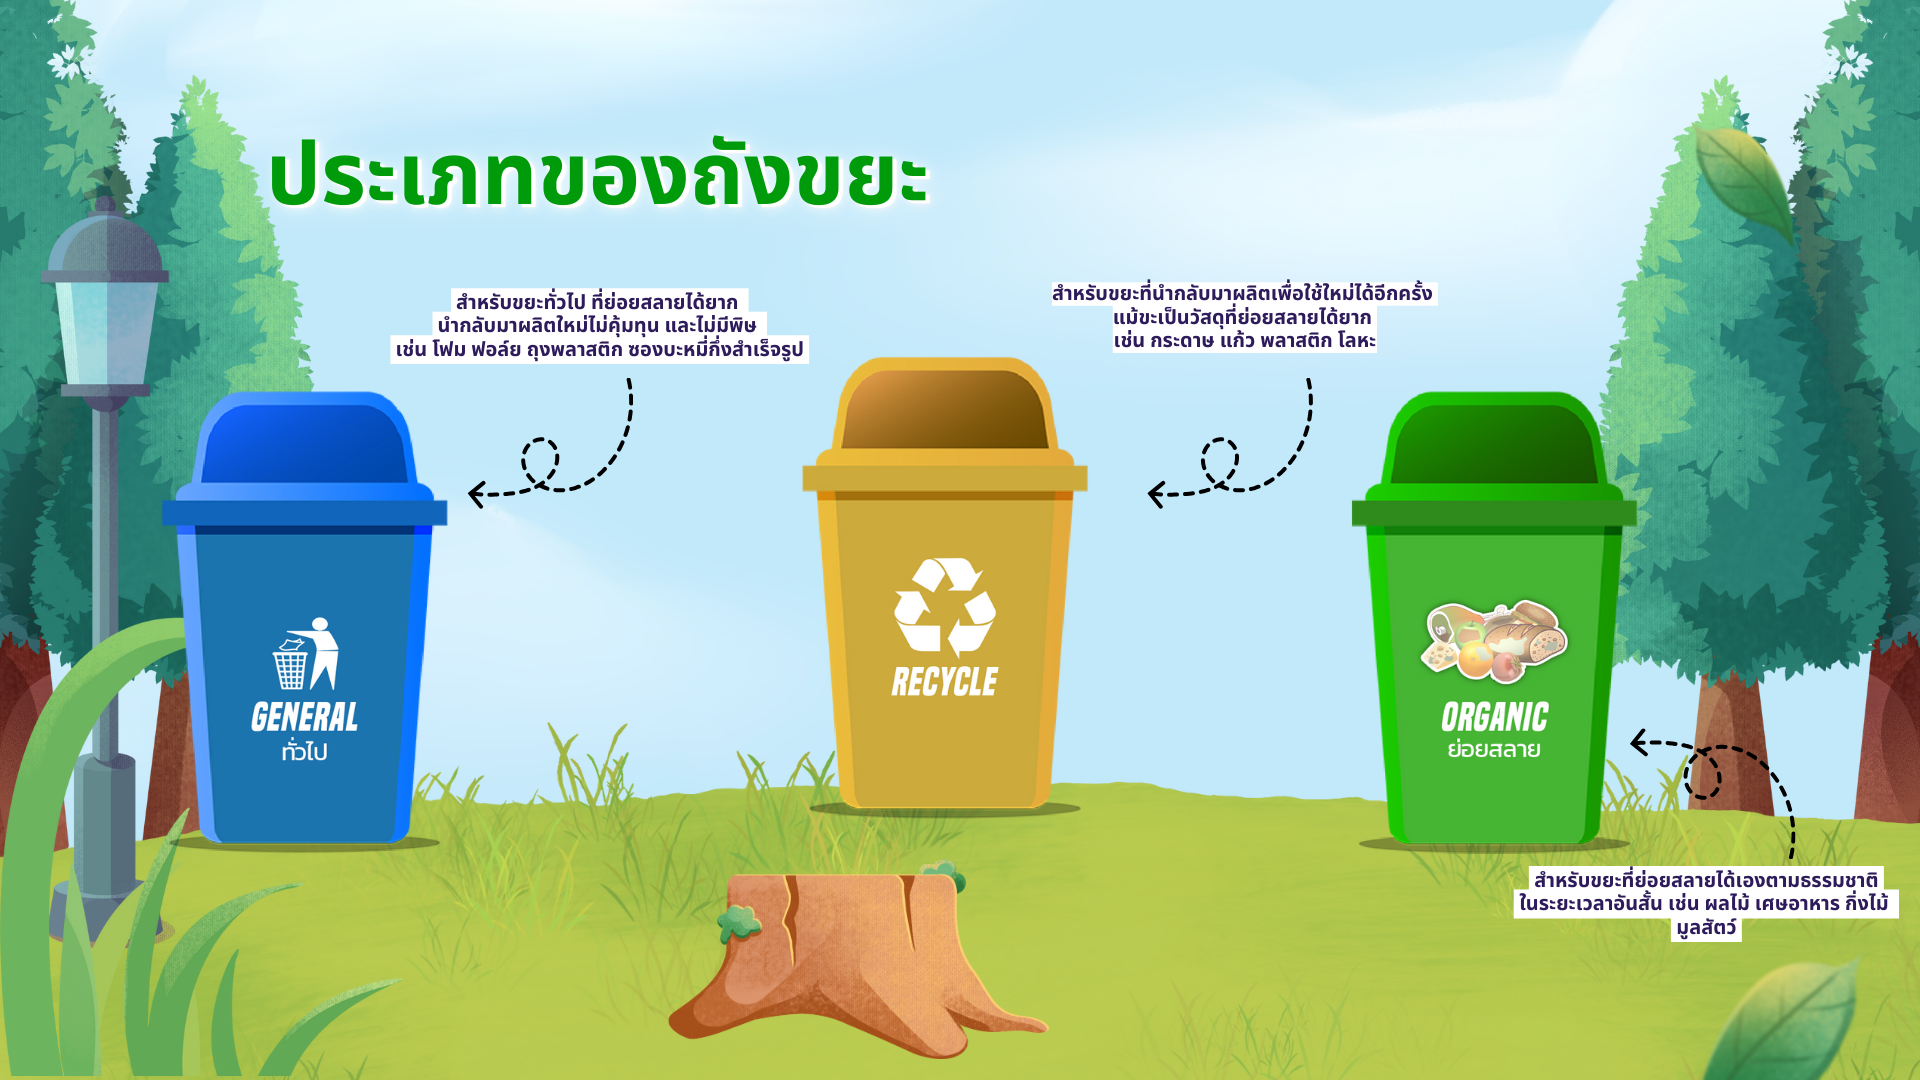 ประเภทของถังขยะ
สำหรับขยะทั่วไป ที่ย่อยสลายได้ยาก
นำกลับมาผลิตใหม่ไม่คุ้มทุน และไม่มีพิษ
เช่น โฟม ฟอล์ย ถุงพลาสติก ซองบะหมี่กึ่งสำเร็จรูป
สำหรับขยะที่นำกลับมาผลิตเพื่อใช้ใหม่ได้อีกครั้ง
แม้ขะเป็นวัสดุที่ย่อยสลายได้ยาก
เช่น กระดาษ แก้ว พลาสติก โลหะ
GENERAL
ทั่วไป
RECYCLE
ORGANIC
ย่อยสลาย
สำหรับขยะที่ย่อยสลายได้เองตามธรรมชาติ
ในระยะเวลาอันสั้น เช่น ผลไม้ เศษอาหาร กิ่งไม้
มูลสัตว์